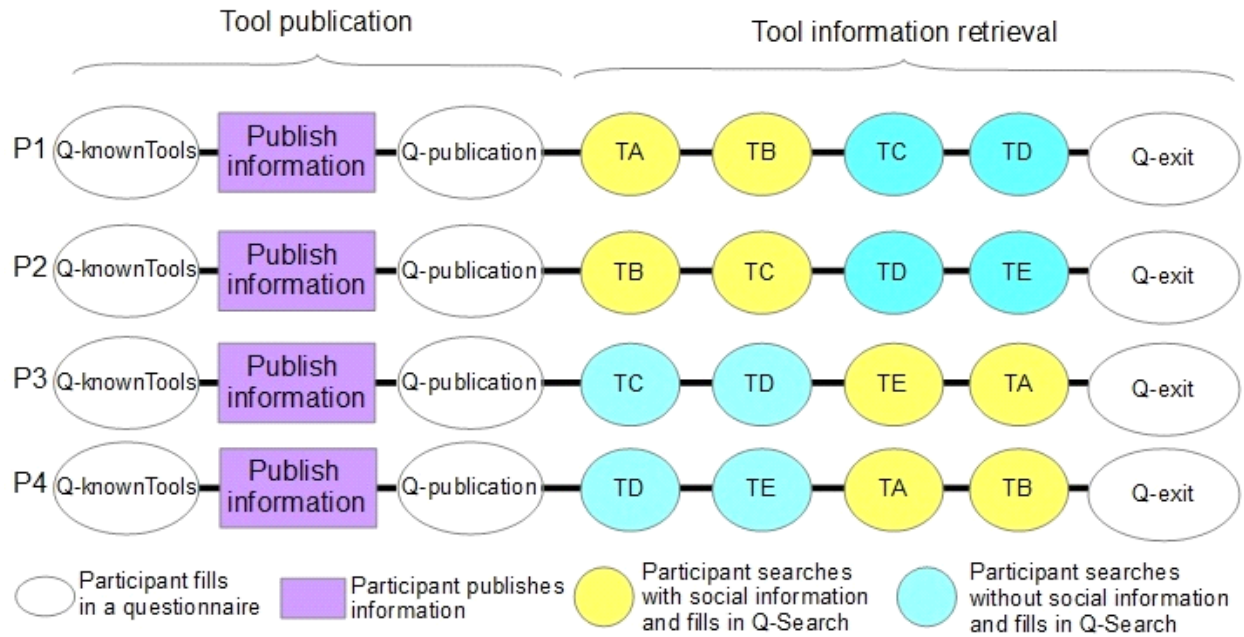 Tool publication
Tool information retrieval
P1
Q-knownTools
Publish
information
Q-publication
TA
TB
TC
TD
Q-exit
P2
Q-knownTools
Publish
information
Q-publication
TB
TC
TD
TE
Q-exit
P3
Q-knownTools
Publish
information
Q-publication
TC
TD
TE
TA
Q-exit
P4
Q-knownTools
Publish
information
Q-publication
TD
TE
TA
TB
Q-exit
Participant fills
in a questionnaire
Participant publishes
information
Participant searches
with social information
and fills in Q-Search
Participant searches
without social information
and fills in Q-Search